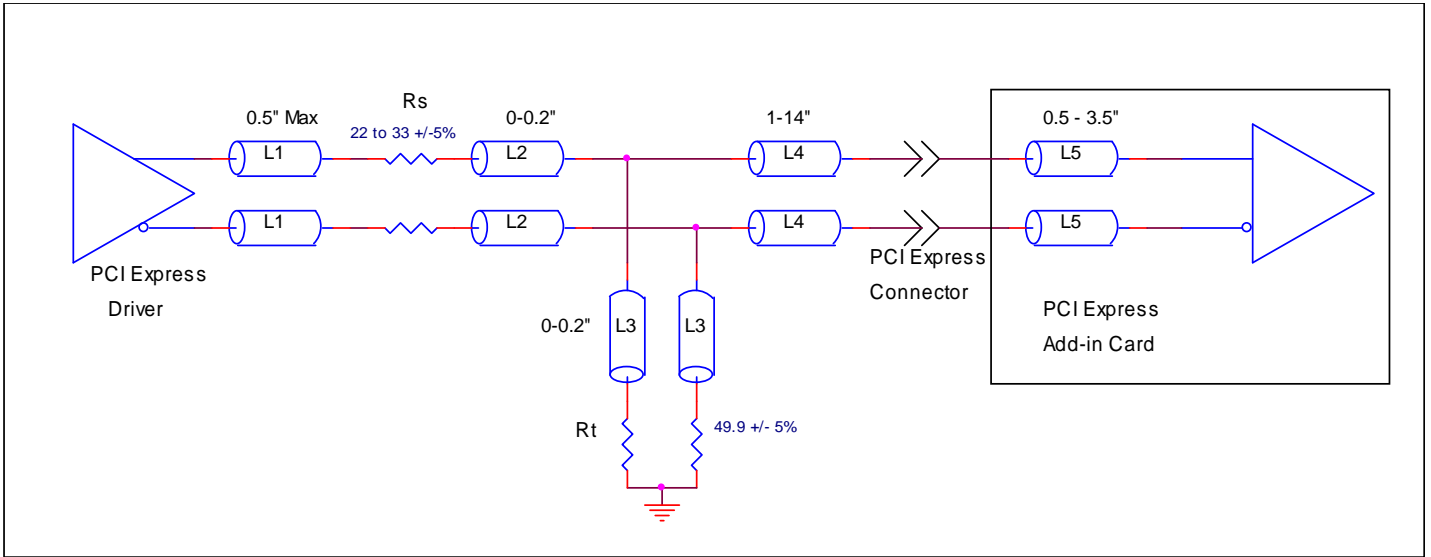 Rs
0.5" Max
22 to 33 +/-5%
0-0.2"
1-14"
0.5 - 3.5"
L1
L2
L4
L5
L1
L2
L4
L5
PCI Express
Driver
PCI Express
Connector
0-0.2"
L3
L3
PCI Express
Add-in Card
Rt
49.9 +/- 5%